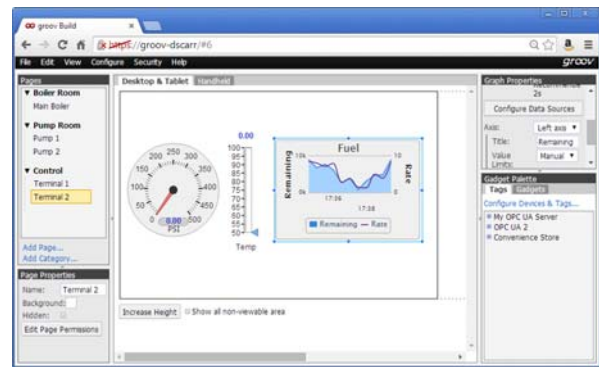 groov Build
https://groov-dscarr/#6
File Edit View Configure Security Help
groov
Pages
Boiler Room
Main Boiler
Pump Room
Pump 1
Pump 2
Control
Terminal 1
Terminal 2
Add Page...
Add Category...
Page Properties
Name: Terminal 2
Background:
Hidden:
Edit Page Permissions
Desktop & Tablet Handheld
200 250 300
150 350
100 400
50 450
0 0.00 500
PSI
0.00
100
95
90
85
80
75
70
65
60
55
50
Temp
Fuel
Remaining
10k
0k
10
0
Rate
17:36
17:38
Remaining Rate
Increase Height Show all non-viewable area
Graph Properties
2s
Configure Data Sources
Axis: Left axis
Title: Remaining
Value Limits: Manual
Gadget Palette
Tags Gadgets
Configure Devices & Tags...
My OPC UA Server
OPC UA 2
Convenience Store